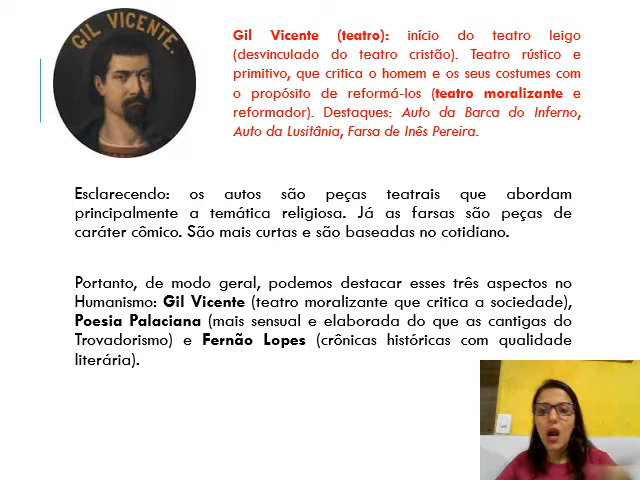 GIL VICENTE.
Gil Vicente (teatro): início do teatro leigo
(desvinculado do teatro cristão). Teatro rústico e
primitivo, que critica o homem e os seus costumes com
o propósito de reformá-los (teatro moralizante e
reformador). Destaques: Auto da Barca do Inferno,
Auto da Lusitânia, Farsa de Inês Pereira.
Esclarecendo: os autos são peças teatrais que abordam
principalmente a temática religiosa. Já as farsas são peças de
caráter cômico. São mais curtas e são baseadas no cotidiano.
Portanto, de modo geral, podemos destacar esses três aspectos no
Humanismo: Gil Vicente (teatro moralizante que critica a sociedade),
Poesia Palaciana (mais sensual e elaborada do que as cantigas do
Trovadorismo) e Fernão Lopes (crônicas históricas com qualidade
literária).